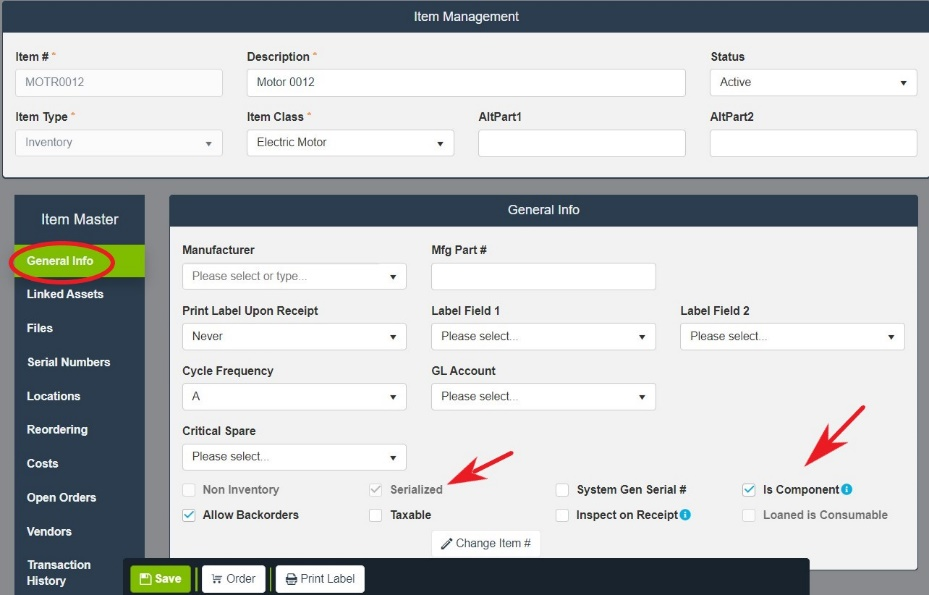 Item Management
Item # *
Description *
Status
MOTR0012
Motor 0012
Active
Item Type *
Item Class *
AltPart1
AltPart2
Inventory
Electric Motor
Item Master
General Info
Linked Assets
Files
Serial Numbers
Locations
Reordering
Costs
Open Orders
Vendors
Transaction
History
General Info
Manufacturer
Mfg Part #
Please select or type...
Print Label Upon Receipt
Label Field 1
Label Field 2
Never
Please select...
Please select...
Cycle Frequency
GL Account
A
Please select...
Critical Spare
Please select...
Non Inventory
Serialized
System Gen Serial #
Is Component
Allow Backorders
Taxable
Inspect on Receipt
Loaned is Consumable
Change Item #
Save
Order
Print Label